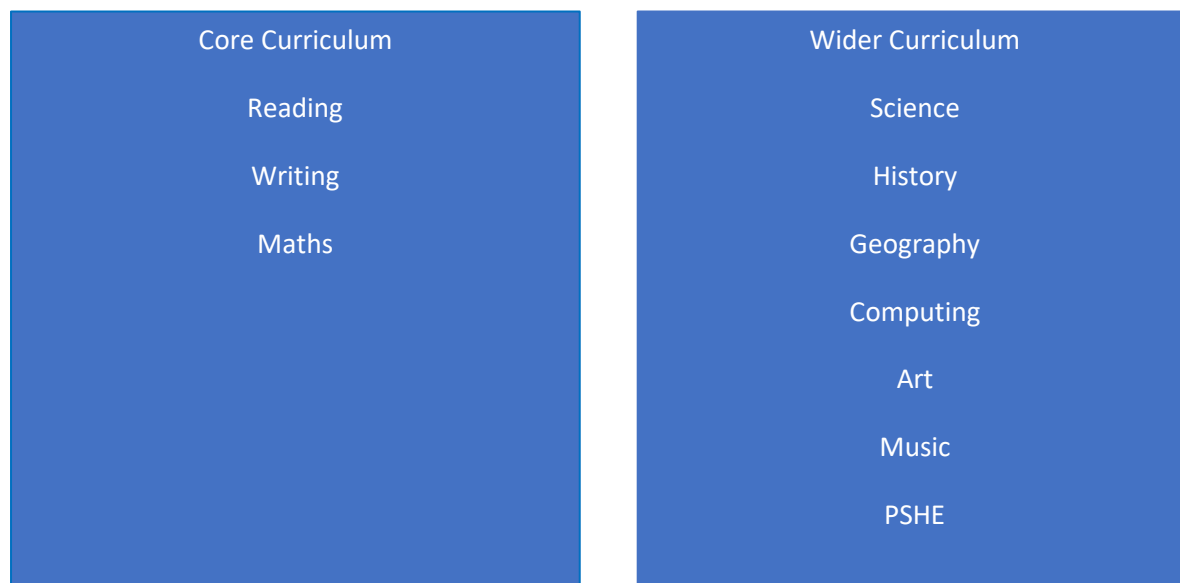 Core Curriculum
Reading
Writing
Maths
Wider Curriculum
Science
History
Geography
Computing
Art
Music
PSHE